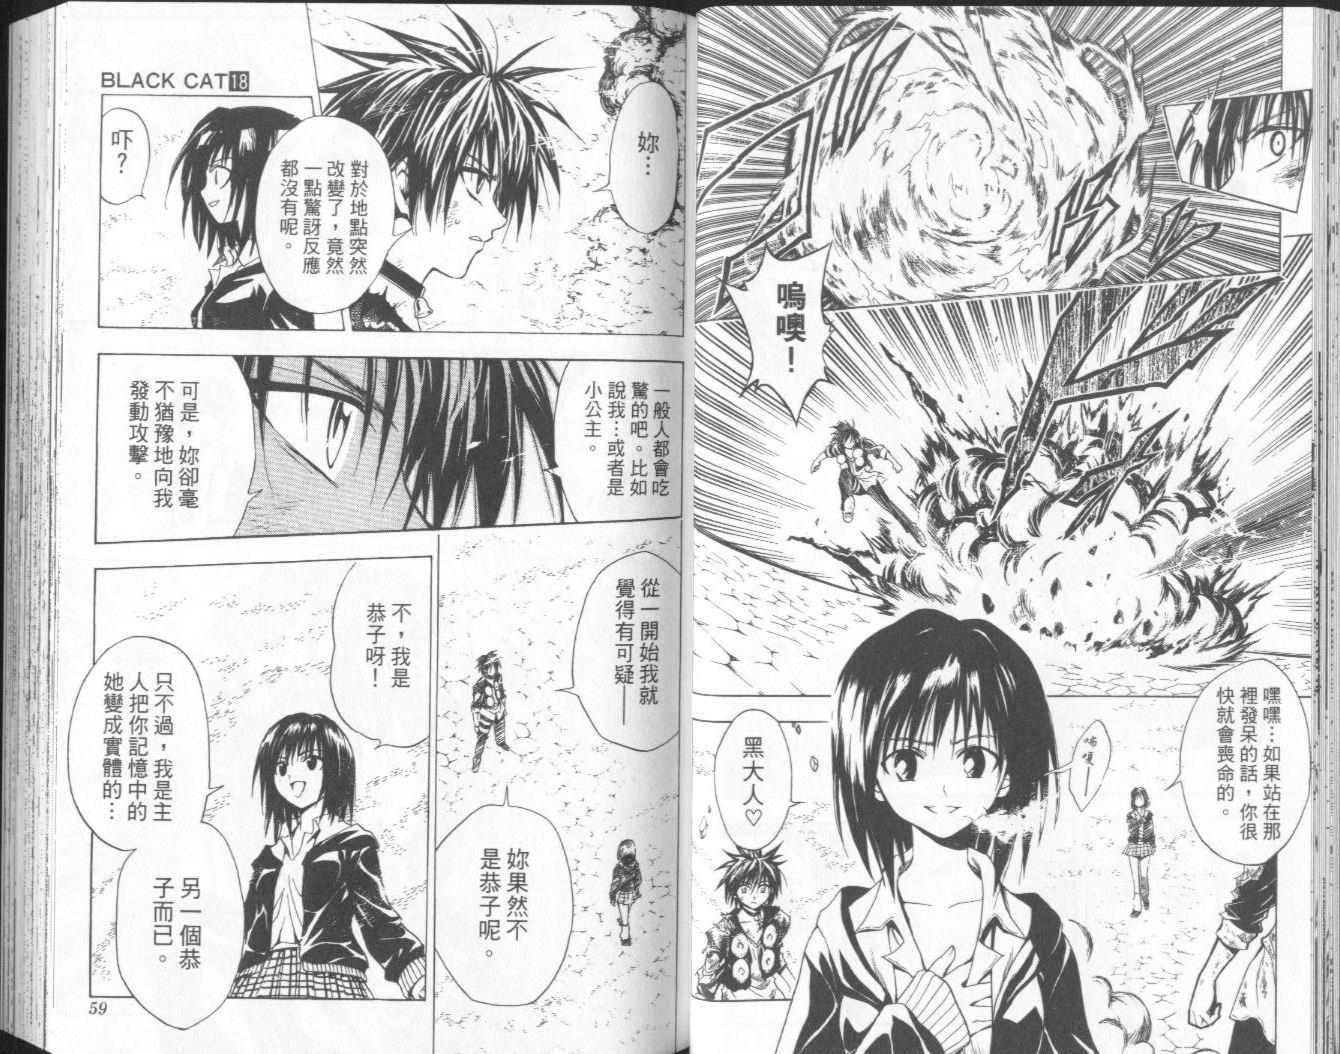 嗚
噢！
嘿嘿…如果站在那
裡發呆的話，你很
快就會喪命的。
黑大人♡
BLACK CAT 18
妳…
對於地點突然
改變了，竟然
一點驚訝反應
都沒有呢。
吓？
一般人都會吃
驚的吧。比如
說我…或者是
小公主。
可是，妳卻毫
不猶豫地向我
發動攻擊。
從一開始我就
覺得有可疑——
妳果然不
是恭子呢。
不，我是
恭子呀！
只不過，我是主
人把你記憶中的
她變成實體的…
另一個恭
子而已。
59